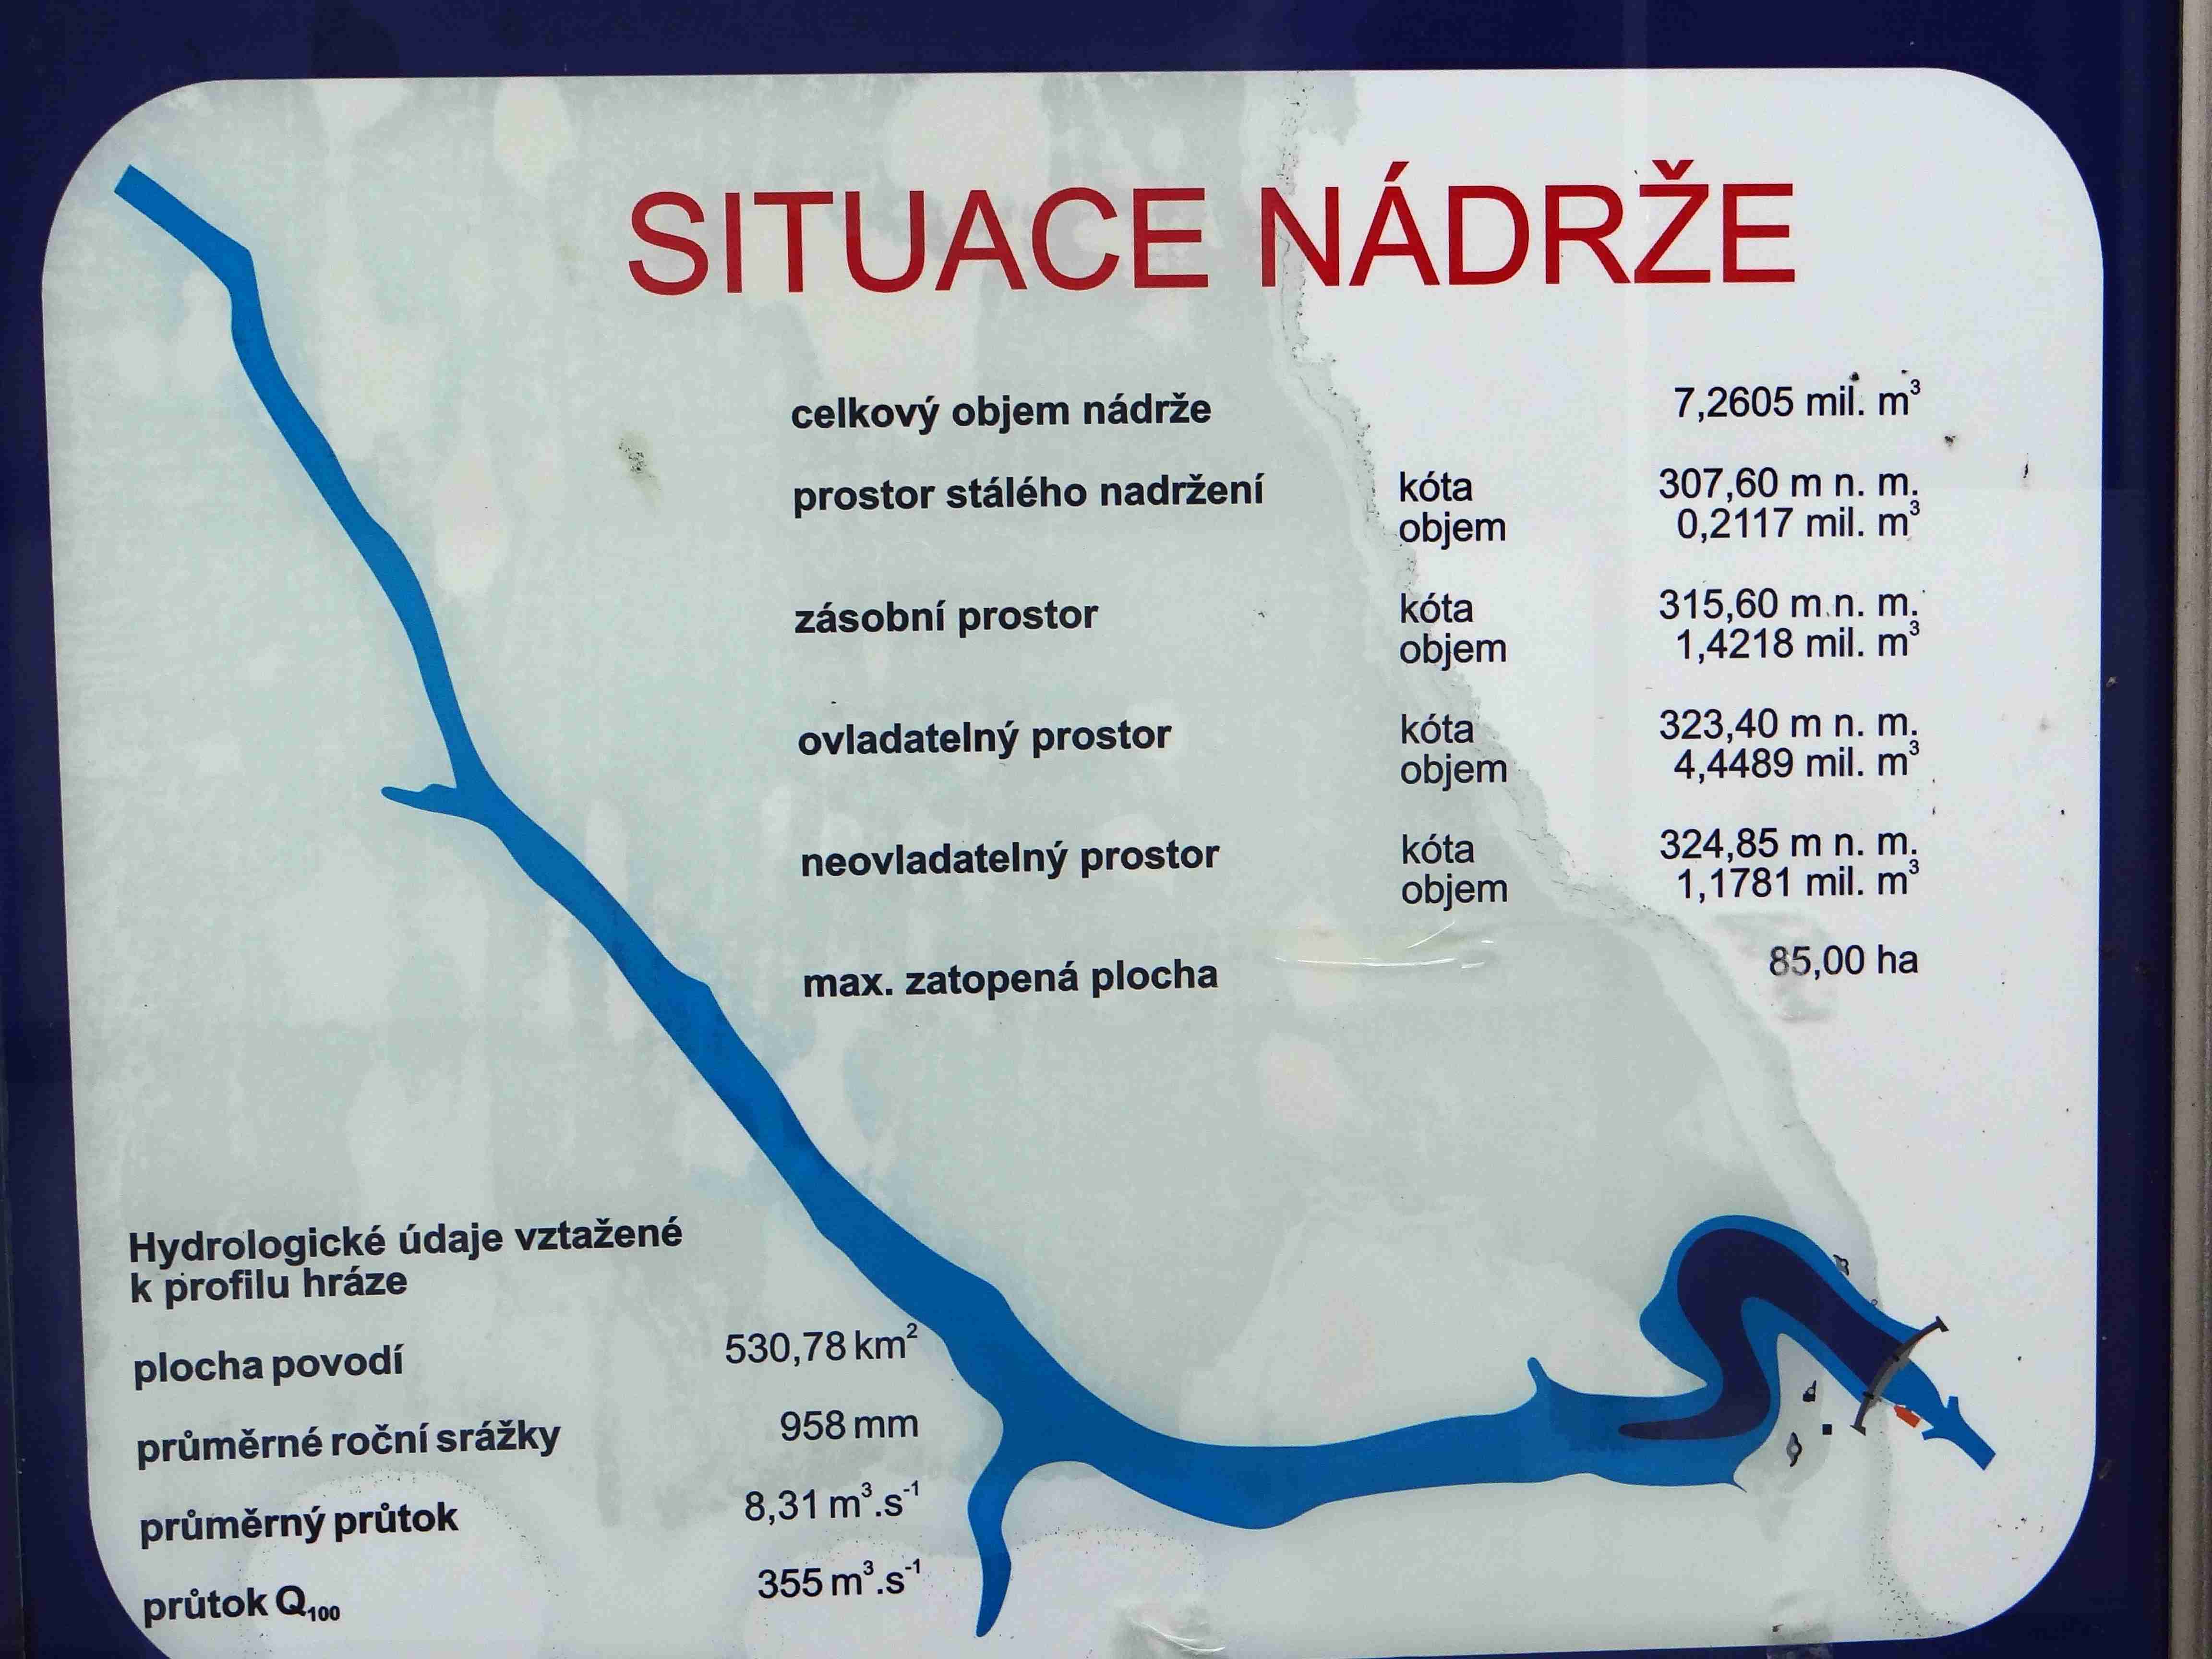 SITUACE NÁDRŽE
celkový objem nádrže 7,2605 mil. m³
prostor stálého nadržení kóta 307,60 m n. m.
objem 0,2117 mil. m³
zásobní prostor kóta 315,60 m n. m.
objem 1,4218 mil. m³
ovladatelný prostor kóta 323,40 m n. m.
objem 4,4489 mil. m³
neovladatelný prostor kóta 324,85 m n. m.
objem 1,1781 mil. m³
max. zatopená plocha 85,00 ha
Hydrologické údaje vztažené
k profilu hráze
plocha povodí 530,78 km²
průměrné roční srážky 958 mm
průměrný průtok 8,31 m³.s⁻¹
průtok Q₁₀₀ 355 m³.s⁻¹